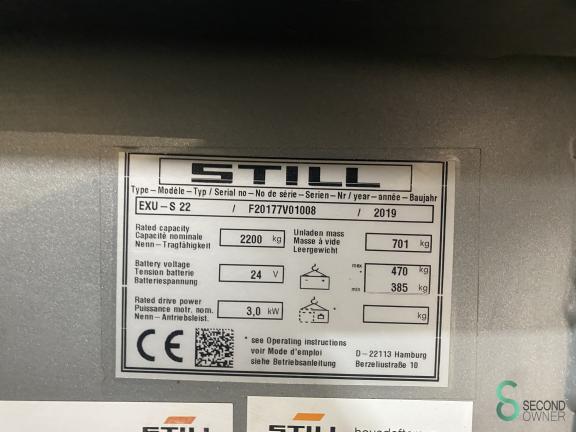 STILL
Type – Modèle – Typ / Serial no – No de série – Serien – Nr / year – année – Baujahr
EXU – S 22 / F20177V01008 / 2019
Rated capacity
Capacité nominale
Nenn – Tragfähigkeit
2200 kg
Unladen mass
Masse à vide
Leergewicht
701 kg
Battery voltage
Tension batterie
Batteriespannung
24 V
max * 470 kg
min 385 kg
Rated drive power
Puissance motr. nom.
Nenn – Antriebsleist.
3,0 kW
kg
CE
* see Operating instructions
voir Mode d'emploi
siehe Betriebsanleitung
D – 22113 Hamburg
Berzeliustraße 10
STILL
STILL
SECOND
OWNER